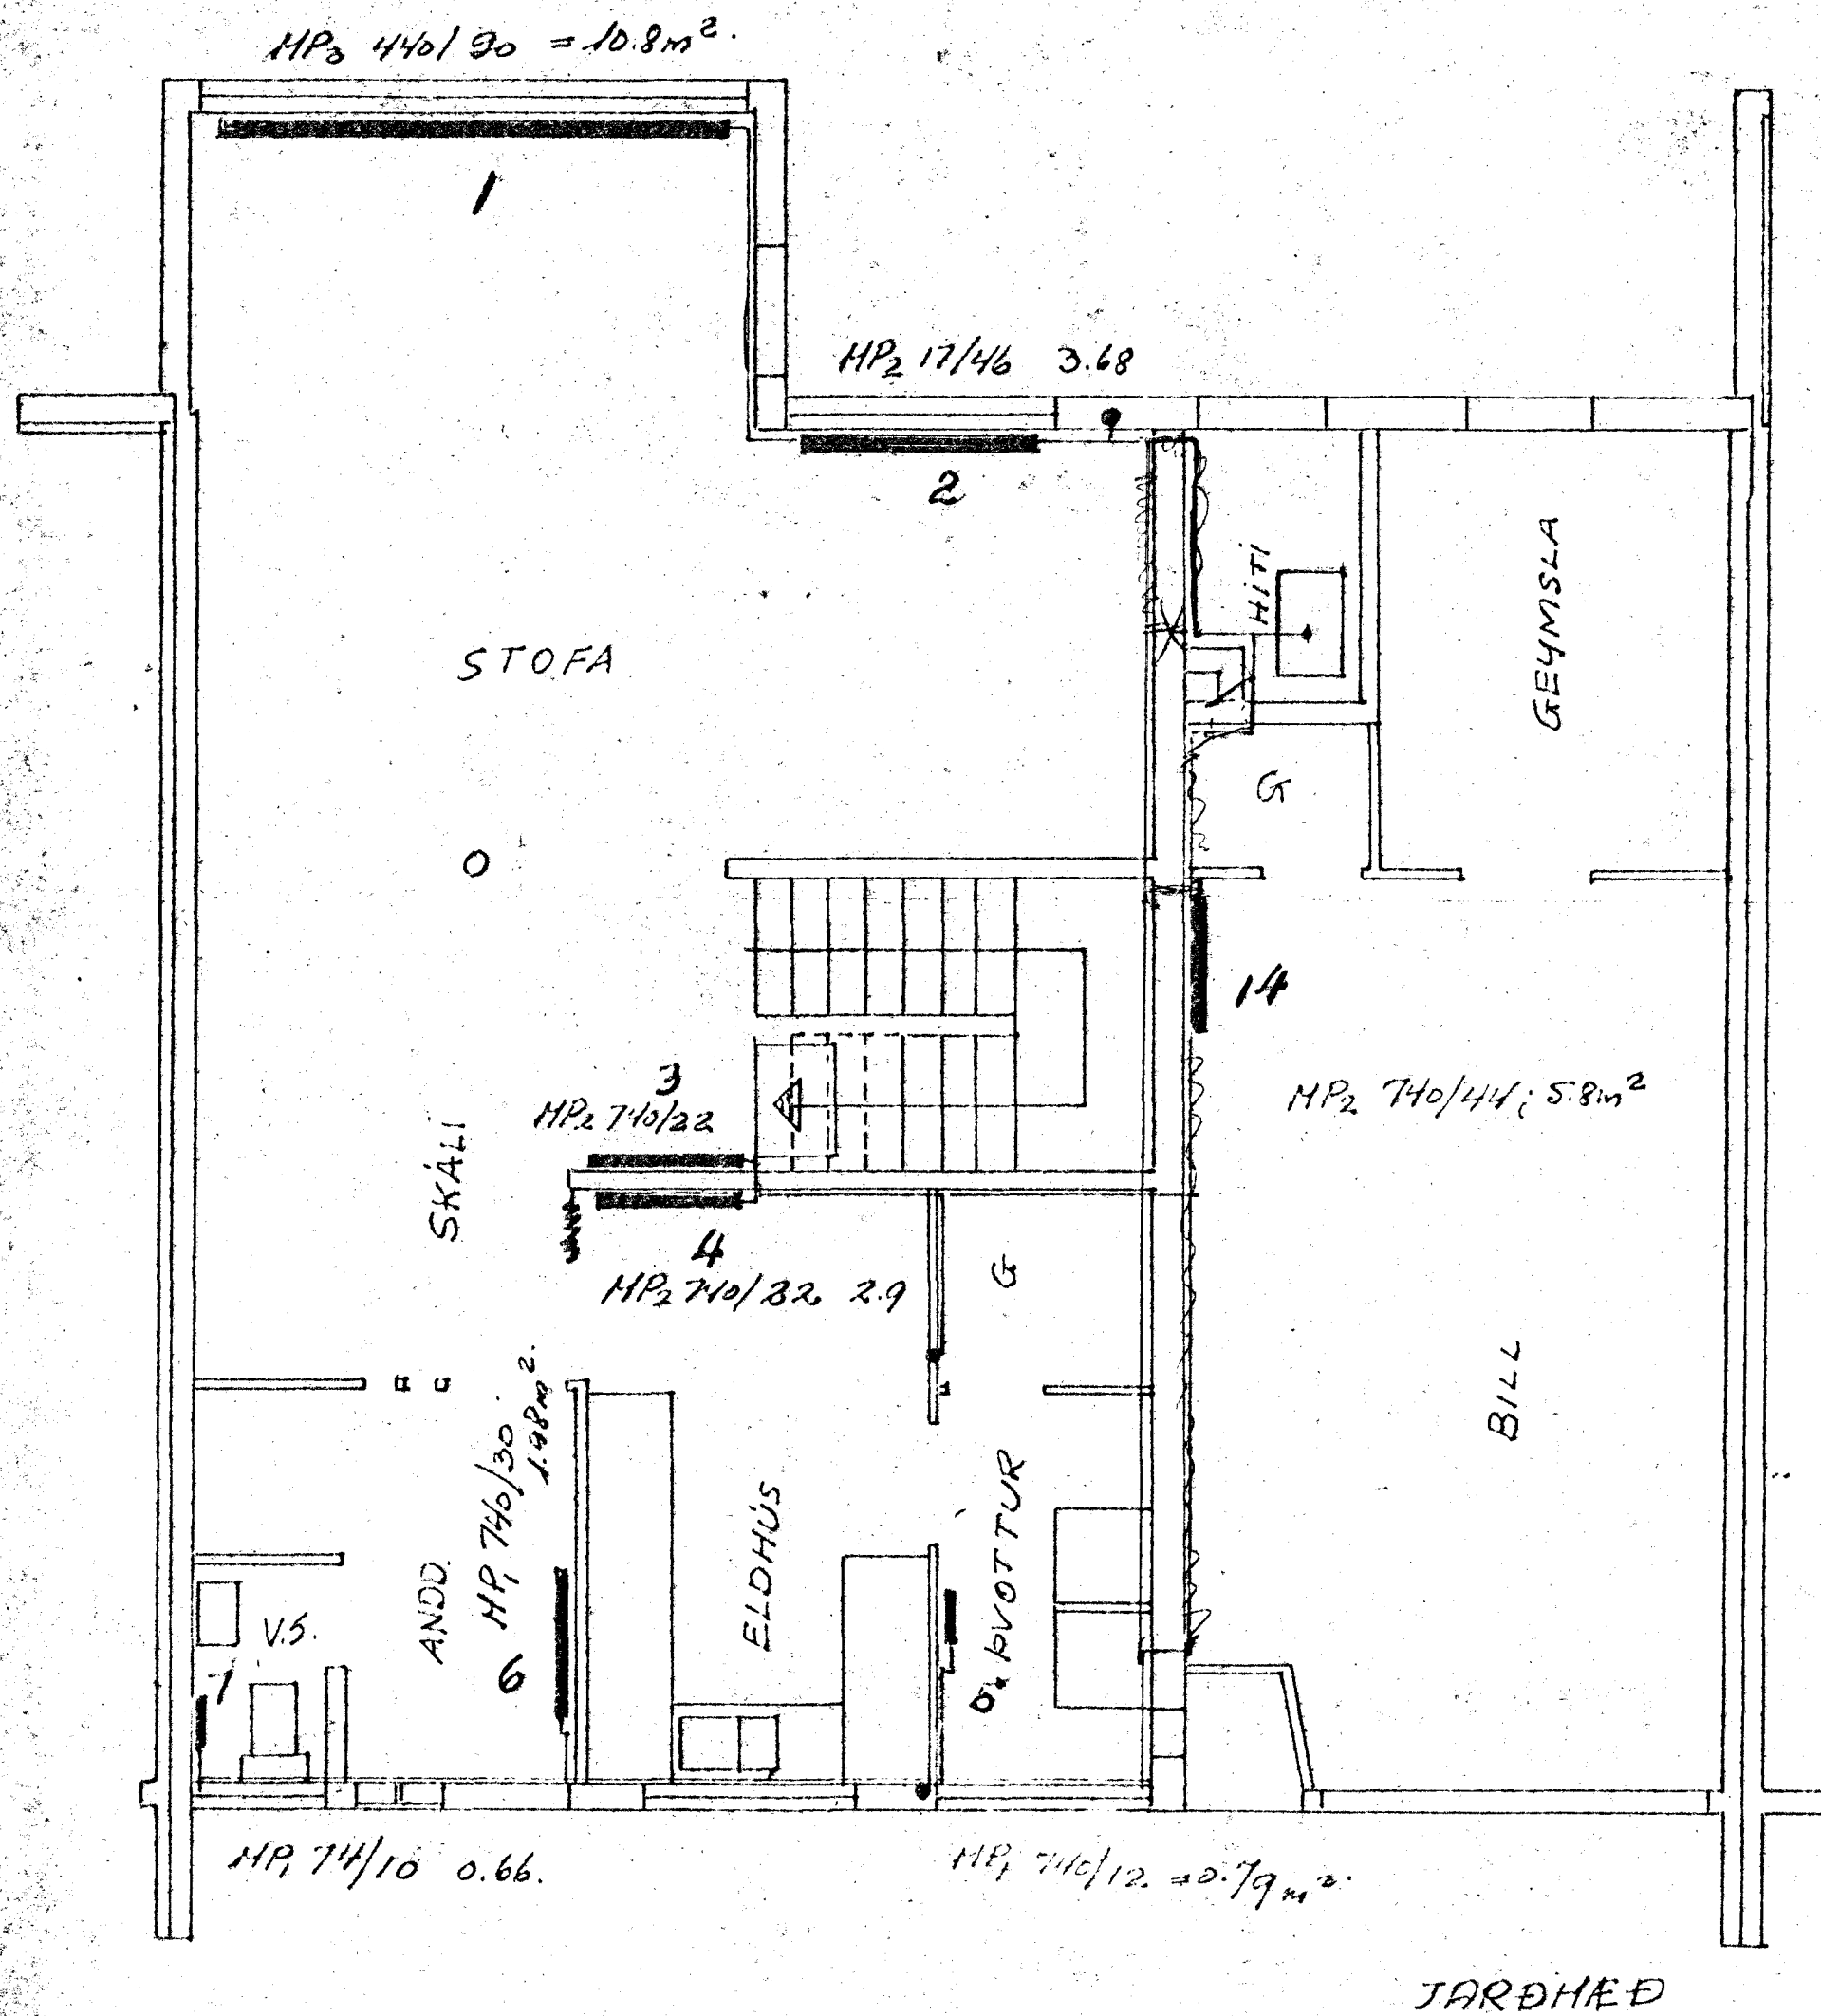 MP₃ 440/90 = 10.8m².
1
MP₂ 17/46 3.68
2
HiTi
GEYMSLA
STOFA
G
O
14
3
MP₂ 740/22
MP₂ 740/44; 5.8m²
SKÁLI
4
MP₂ 740/22 2.9
G
MP₁ 740/30
1.98m².
BILL
ELDHÚS
ÞVOTTUR
ANDD.
V.S.
6
7
MP₁ 74/10 0.66.
MP₁ 740/12 = 0.79m².
JARÐHÆÐ